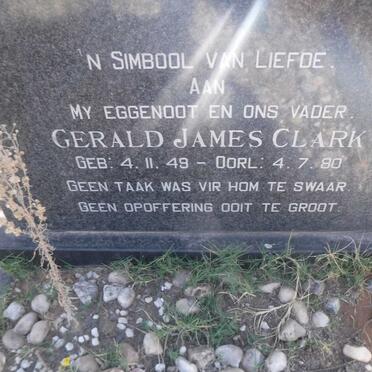 'N SIMBOOL VAN LIEFDE.
AAN
MY EGGENOOT EN ONS VADER.
GERALD JAMES CLARK
GEB: 4.11.49 – OORL: 4.7.80
GEEN TAAK WAS VIR HOM TE SWAAR.
GEEN OPOFFERING OOIT TE GROOT.